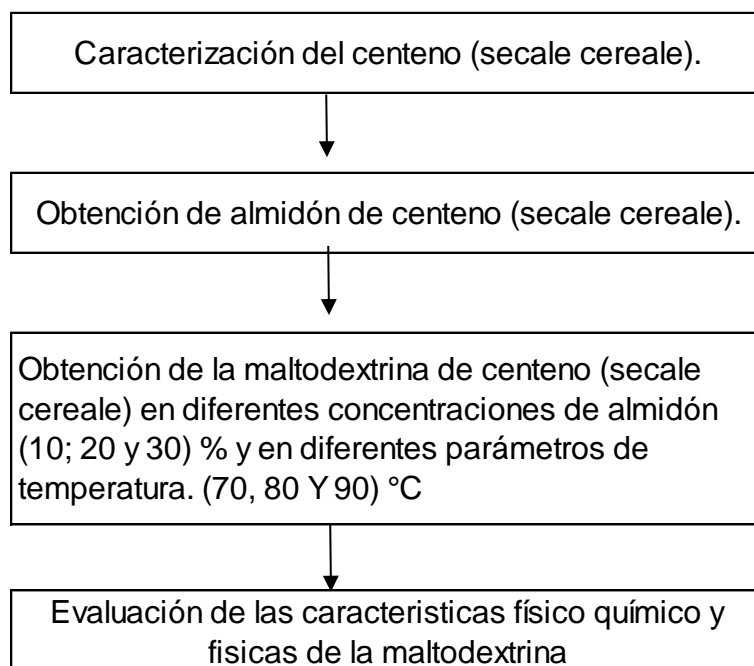 Caracterización del centeno (secale cereale).
Obtención de almidón de centeno (secale cereale).
Obtención de la maltodextrina de centeno (secale
cereale) en diferentes concentraciones de almidón
(10; 20 y 30) % y en diferentes parámetros de
temperatura. (70, 80 Y 90) °C
Evaluación de las caracteristicas físico químico y
fisicas de la maltodextrina